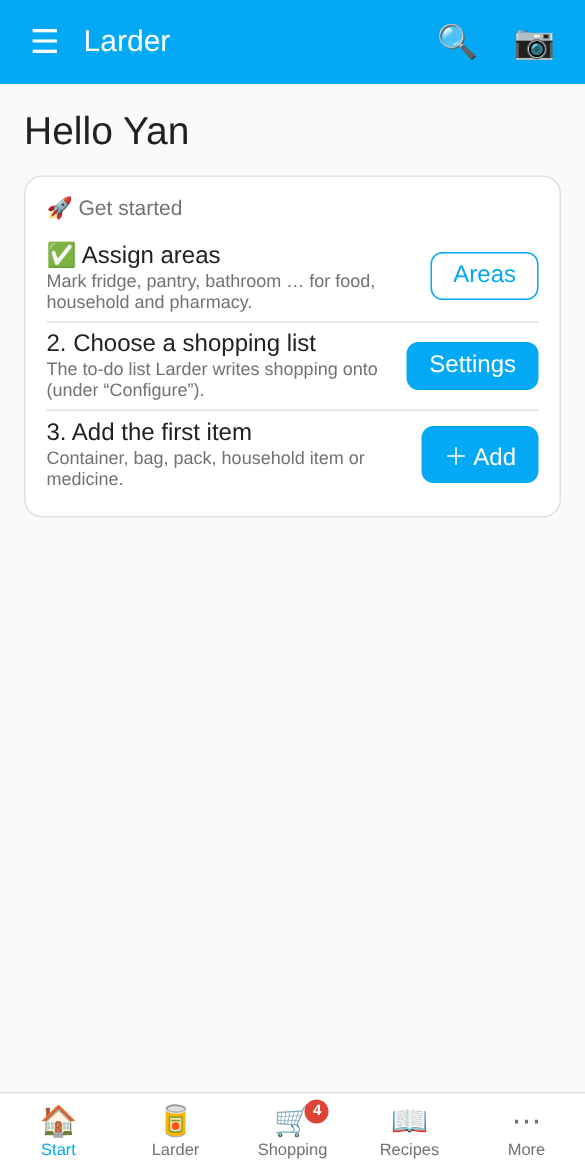 ☰ Larder 🔍 📷
Hello Yan
🚀 Get started
✅ Assign areas
Mark fridge, pantry, bathroom … for food,
household and pharmacy.
Areas
2. Choose a shopping list
The to-do list Larder writes shopping onto
(under “Configure”).
Settings
3. Add the first item
Container, bag, pack, household item or
medicine.
＋ Add
4
Start
Larder
Shopping
Recipes
⋯
More